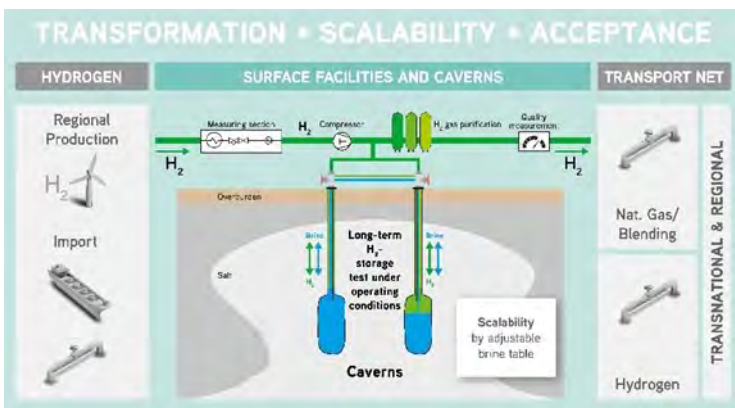 TRANSFORMATION • SCALABILITY • ACCEPTANCE
HYDROGEN
SURFACE FACILITIES AND CAVERNS
TRANSPORT NET
Regional
Production
H2
Import
Measuring section
H2
Compressor
H2 gas purification
Quality
measurement
H2
H2
Overburden
Salt
Brine
H2
Long-term
H2-
storage
test under
operating
conditions
Brine
H2
Caverns
Scalability
by adjustable
brine table
Nat. Gas/
Blending
Hydrogen
TRANSNATIONAL & REGIONAL